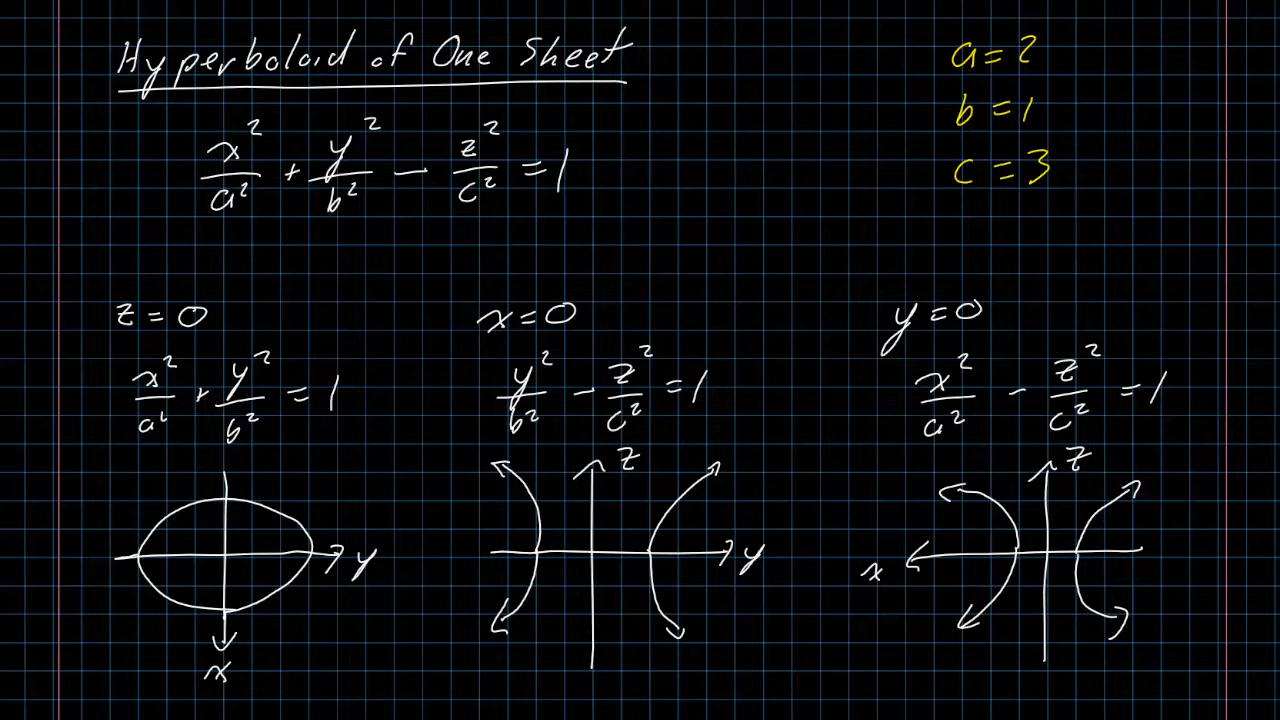 Hyperboloid of One Sheet
a = 2
b = 1
c = 3
x²/a² + y²/b² − z²/c² = 1
z = 0
x²/a² + y²/b² = 1
y
x
x = 0
y²/b² − z²/c² = 1
z
y
y = 0
x²/a² − z²/c² = 1
z
x